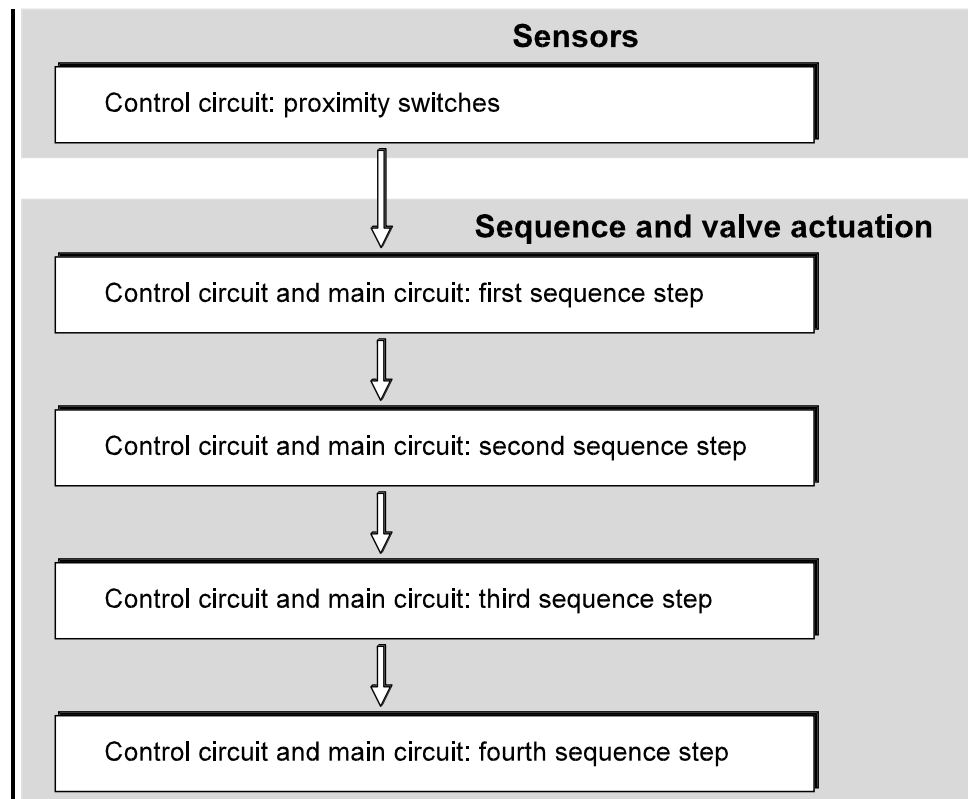 Sensors
Control circuit: proximity switches
Sequence and valve actuation
Control circuit and main circuit: first sequence step
Control circuit and main circuit: second sequence step
Control circuit and main circuit: third sequence step
Control circuit and main circuit: fourth sequence step